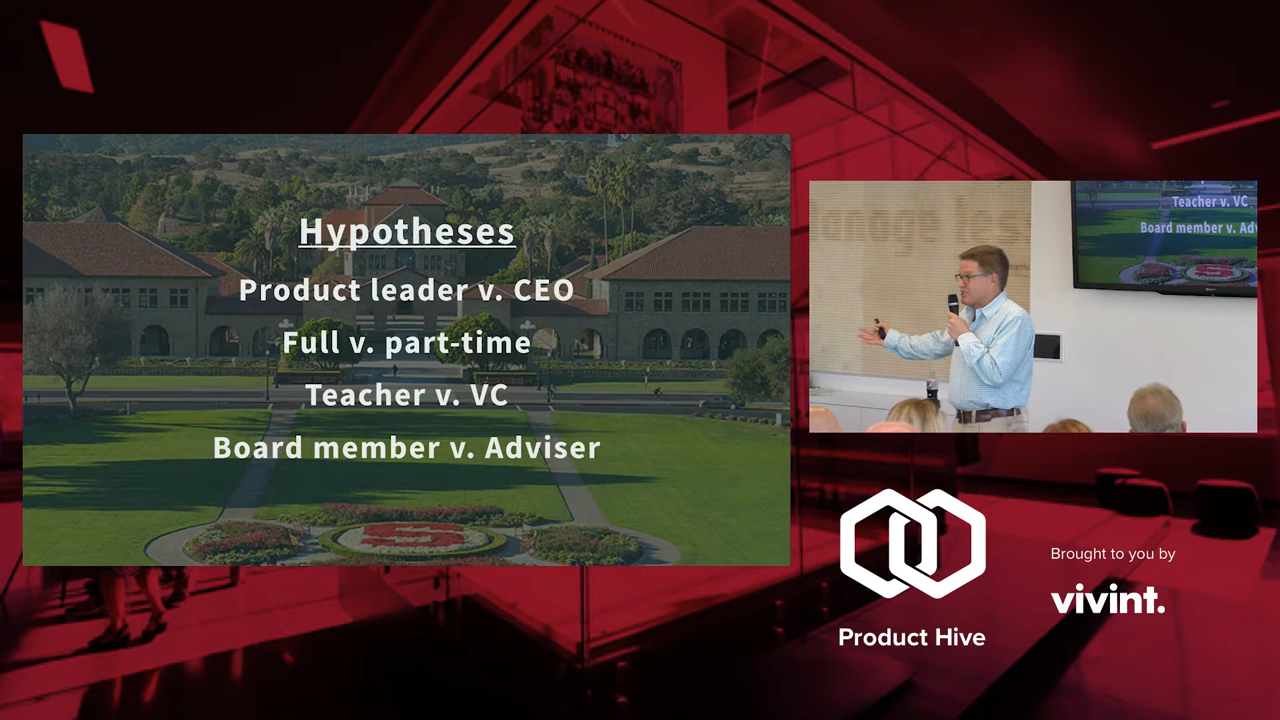 Hypotheses
Product leader v. CEO
Full v. part-time
Teacher v. VC
Board member v. Adviser
Teacher v. VC
Board member v. Adv
Product Hive
Brought to you by
vivint.